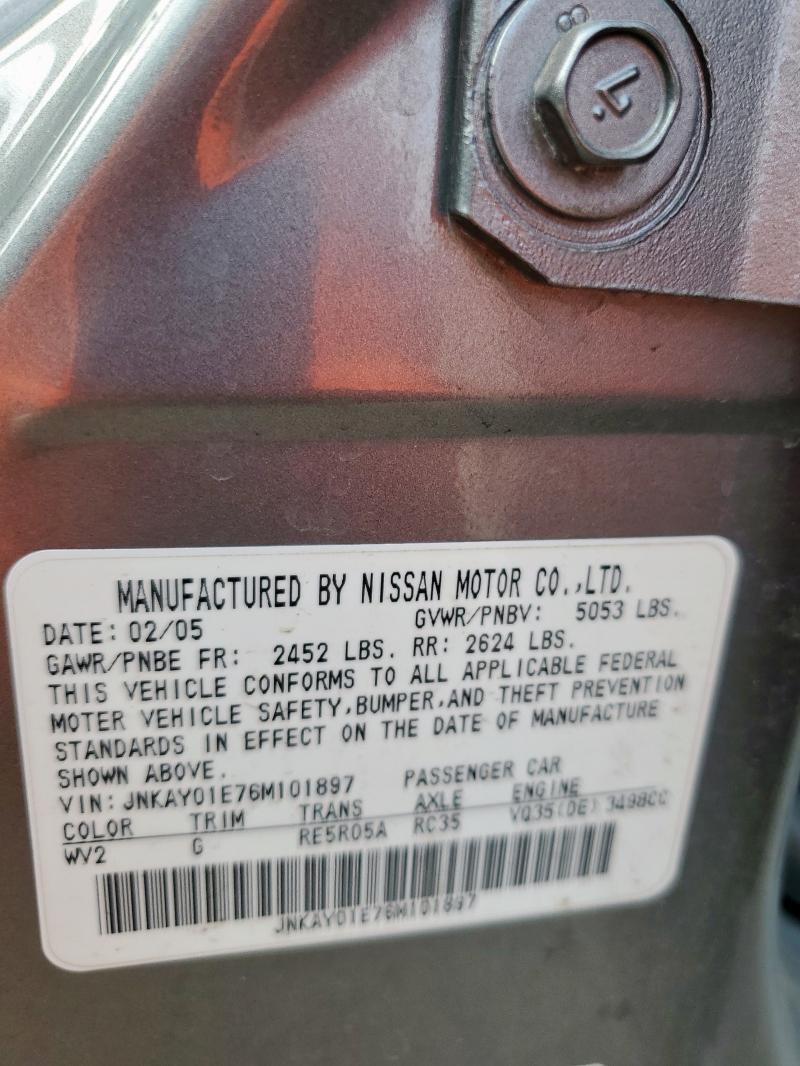 8
1.
MANUFACTURED BY NISSAN MOTOR CO.,LTD.
DATE: 02/05 GVWR/PNBV: 5053 LBS.
GAWR/PNBE FR: 2452 LBS. RR: 2624 LBS.
THIS VEHICLE CONFORMS TO ALL APPLICABLE FEDERAL
MOTER VEHICLE SAFETY,BUMPER,AND THEFT PREVENTION
STANDARDS IN EFFECT ON THE DATE OF MANUFACTURE
SHOWN ABOVE.
VIN: JNKAY01E76M101897 PASSENGER CAR
COLOR TRIM TRANS AXLE ENGINE
WV2 G RE5R05A RC35 VQ35(DE) 3498CC
JNKAY01E76M101897